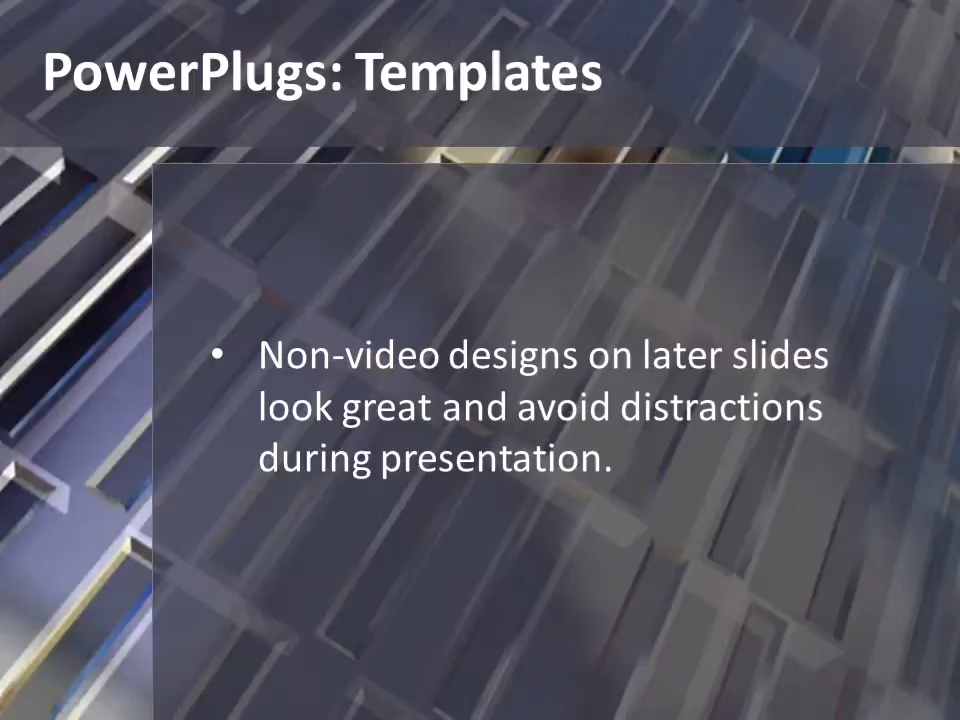 PowerPlugs: Templates
• Non-video designs on later slides
look great and avoid distractions
during presentation.